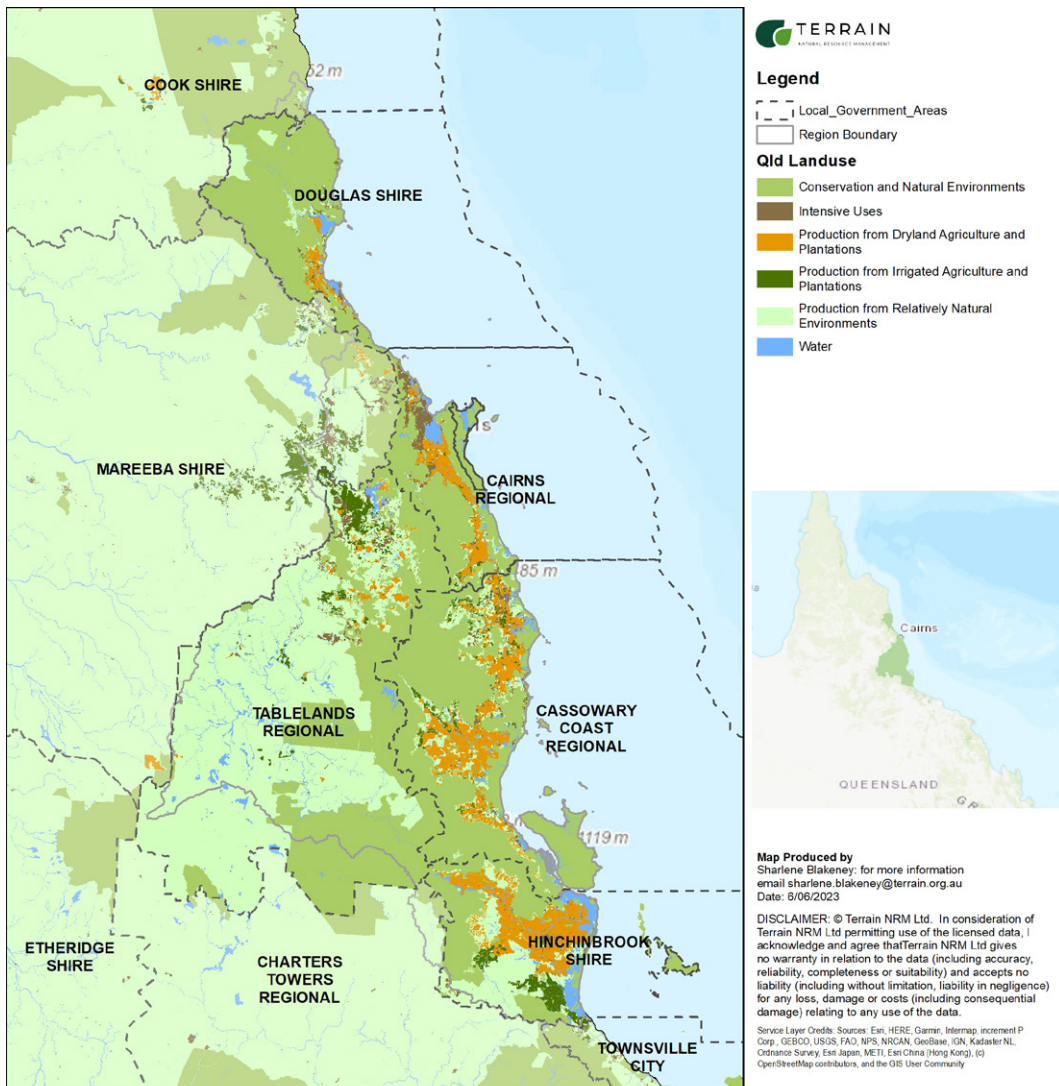 52 m
COOK SHIRE
DOUGLAS SHIRE
MAREEBA SHIRE
CAIRNS
REGIONAL
85 m
TABLELANDS
REGIONAL
CASSOWARY
COAST
REGIONAL
1119 m
ETHERIDGE
SHIRE
CHARTERS
TOWERS
REGIONAL
HINCHINBROOK
SHIRE
TOWNSVILLE
CITY
TERRAIN
NATURAL RESOURCE MANAGEMENT
Legend
Local_Government_Areas
Region Boundary
Qld Landuse
Conservation and Natural Environments
Intensive Uses
Production from Dryland Agriculture and
Plantations
Production from Irrigated Agriculture and
Plantations
Production from Relatively Natural
Environments
Water
Cairns
QUEENSLAND
Map Produced by
Sharlene Blakeney: for more information
email sharlene.blakeney@terrain.org.au
Date: 6/06/2023
DISCLAIMER: © Terrain NRM Ltd. In consideration of
Terrain NRM Ltd permitting use of the licensed data, I
acknowledge and agree thatTerrain NRM Ltd gives
no warranty in relation to the data (including accuracy,
reliability, completeness or suitability) and accepts no
liability (including without limitation, liability in negligence)
for any loss, damage or costs (including consequential
damage) relating to any use of the data.
Service Layer Credits: Sources: Esri, HERE, Garmin, Intermap, increment P
Corp., GEBCO, USGS, FAO, NPS, NRCAN, GeoBase, IGN, Kadaster NL,
Ordnance Survey, Esri Japan, METI, Esri China (Hong Kong), (c)
OpenStreetMap contributors, and the GIS User Community